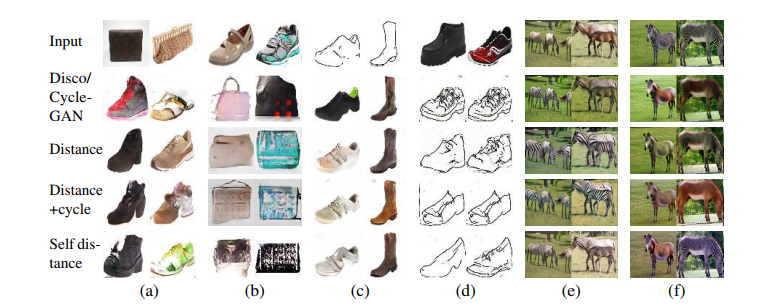 Input
Disco/
Cycle-
GAN
Distance
Distance
+cycle
Self dis-
tance
(a) (b) (c) (d) (e) (f)